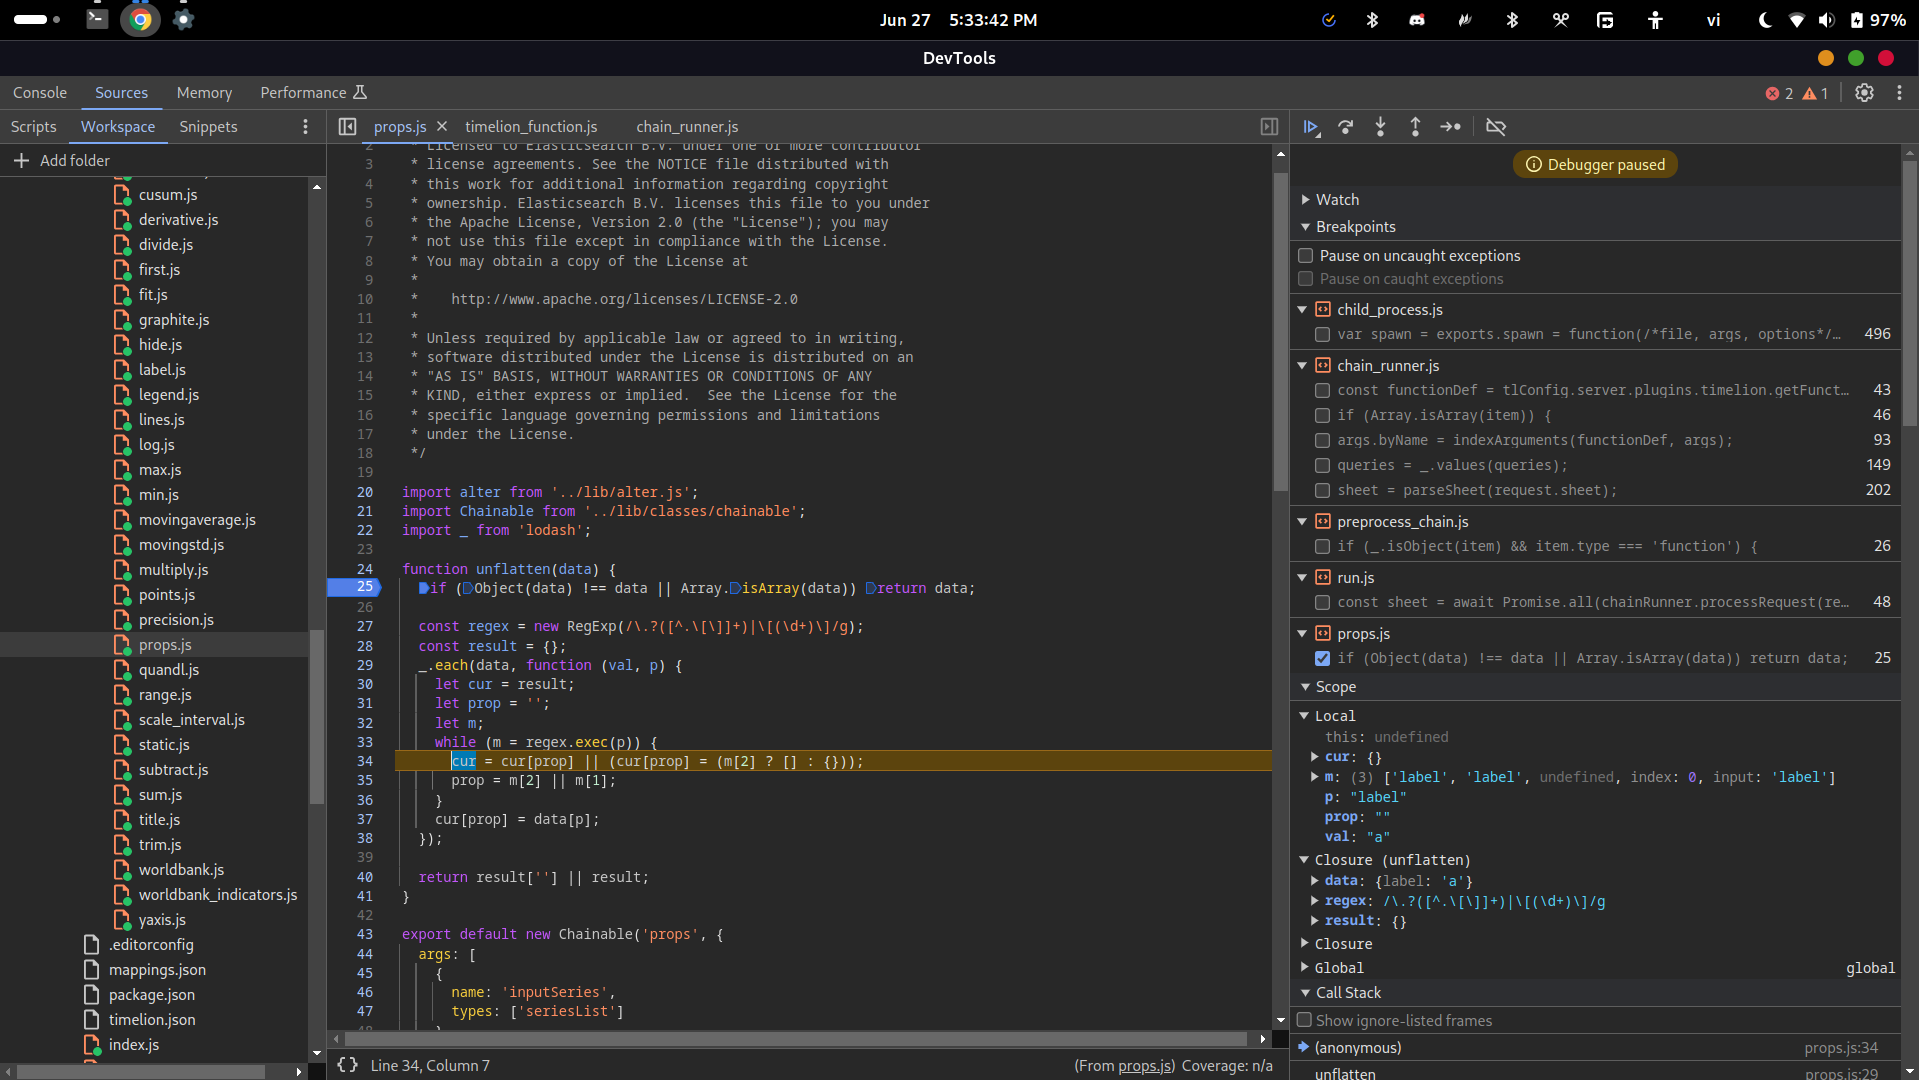 Jun 27 5:33:42 PM
vi
97%
DevTools
Console
Sources
Memory
Performance
2
1
Scripts
Workspace
Snippets
props.js
timelion_function.js
chain_runner.js
Add folder
cusum.js
derivative.js
divide.js
first.js
fit.js
graphite.js
hide.js
label.js
legend.js
lines.js
log.js
max.js
min.js
movingaverage.js
movingstd.js
multiply.js
points.js
precision.js
props.js
quandl.js
range.js
scale_interval.js
static.js
subtract.js
sum.js
title.js
trim.js
worldbank.js
worldbank_indicators.js
yaxis.js
.editorconfig
mappings.json
package.json
timelion.json
index.js
2 * Licensed to Elasticsearch B.V. under one or more contributor
3 * license agreements. See the NOTICE file distributed with
4 * this work for additional information regarding copyright
5 * ownership. Elasticsearch B.V. licenses this file to you under
6 * the Apache License, Version 2.0 (the "License"); you may
7 * not use this file except in compliance with the License.
8 * You may obtain a copy of the License at
9 *
10 *    http://www.apache.org/licenses/LICENSE-2.0
11 *
12 * Unless required by applicable law or agreed to in writing,
13 * software distributed under the License is distributed on an
14 * "AS IS" BASIS, WITHOUT WARRANTIES OR CONDITIONS OF ANY
15 * KIND, either express or implied.  See the License for the
16 * specific language governing permissions and limitations
17 * under the License.
18 */
19
20 import alter from '../lib/alter.js';
21 import Chainable from '../lib/classes/chainable';
22 import _ from 'lodash';
23
24 function unflatten(data) {
25   if (Object(data) !== data || Array.isArray(data)) return data;
26
27   const regex = new RegExp(/\.?([^.\[\]]+)|\[(\d+)\]/g);
28   const result = {};
29   _.each(data, function (val, p) {
30     let cur = result;
31     let prop = '';
32     let m;
33     while (m = regex.exec(p)) {
34       cur = cur[prop] || (cur[prop] = (m[2] ? [] : {}));
35       prop = m[2] || m[1];
36     }
37     cur[prop] = data[p];
38   });
39
40   return result[''] || result;
41 }
42
43 export default new Chainable('props', {
44   args: [
45     {
46       name: 'inputSeries',
47       types: ['seriesList']
48     }
{ } Line 34, Column 7
(From props.js) Coverage: n/a
Debugger paused
Watch
Breakpoints
Pause on uncaught exceptions
Pause on caught exceptions
child_process.js
var spawn = exports.spawn = function(/*file, args, options*/… 496
chain_runner.js
const functionDef = tlConfig.server.plugins.timelion.getFunct… 43
if (Array.isArray(item)) { 46
args.byName = indexArguments(functionDef, args); 93
queries = _.values(queries); 149
sheet = parseSheet(request.sheet); 202
preprocess_chain.js
if (_.isObject(item) && item.type === 'function') { 26
run.js
const sheet = await Promise.all(chainRunner.processRequest(re… 48
props.js
if (Object(data) !== data || Array.isArray(data)) return data; 25
Scope
Local
this: undefined
cur: {}
m: (3) ['label', 'label', undefined, index: 0, input: 'label']
p: "label"
prop: ""
val: "a"
Closure (unflatten)
data: {label: 'a'}
regex: /\.?([^.\[\]]+)|\[(\d+)\]/g
result: {}
Closure
Global global
Call Stack
Show ignore-listed frames
(anonymous) props.js:34
unflatten props.js:29